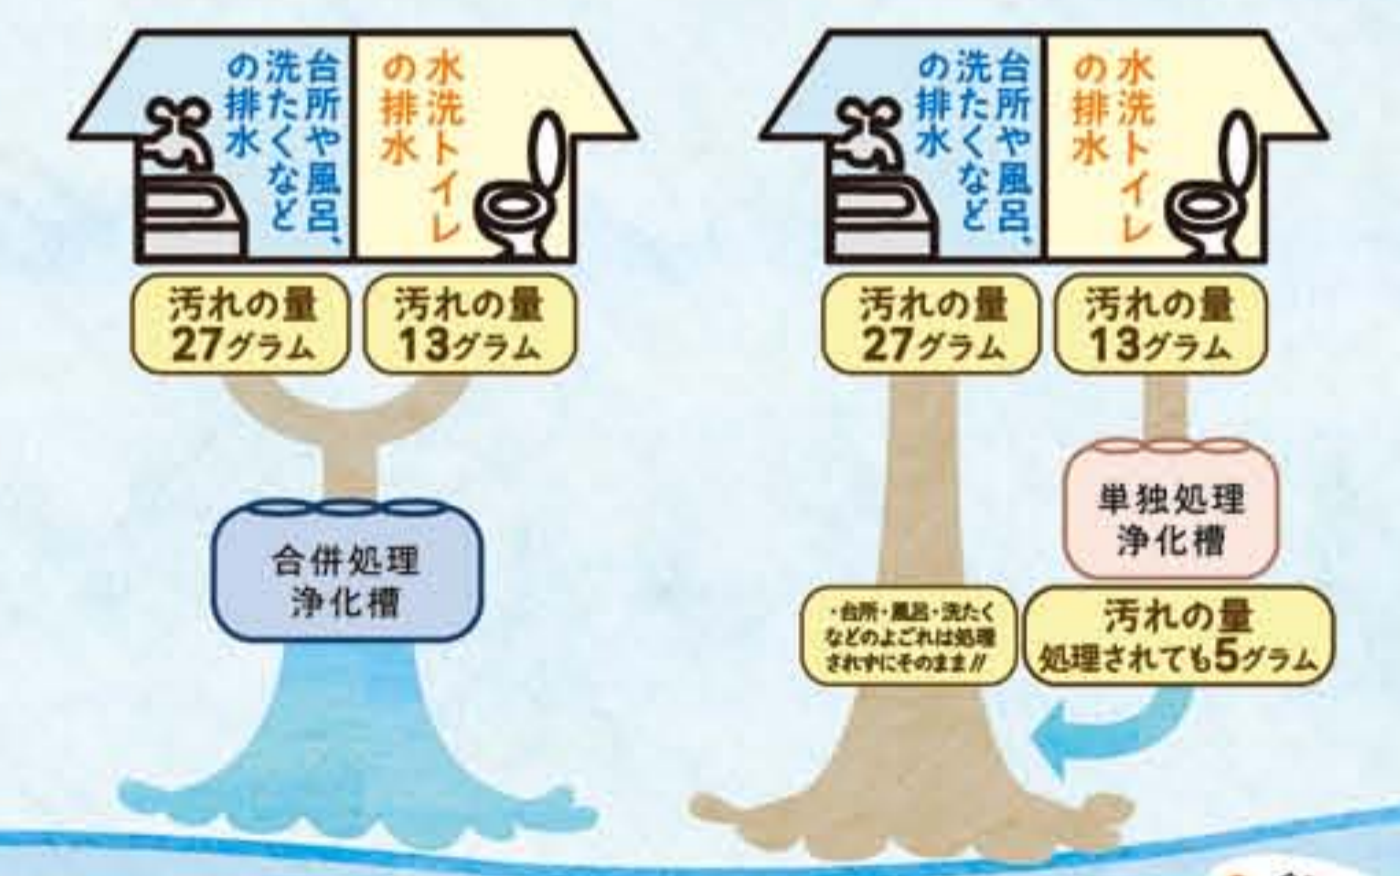 台所や風呂、
洗たくなど
の排水
水洗トイレ
の排水
汚れの量
27グラム
汚れの量
13グラム
合併処理
浄化槽
台所や風呂、
洗たくなど
の排水
水洗トイレ
の排水
汚れの量
27グラム
汚れの量
13グラム
単独処理
浄化槽
・台所・風呂・洗たく
などのよごれは処理
されずにそのまま!!
汚れの量
処理されても5グラム